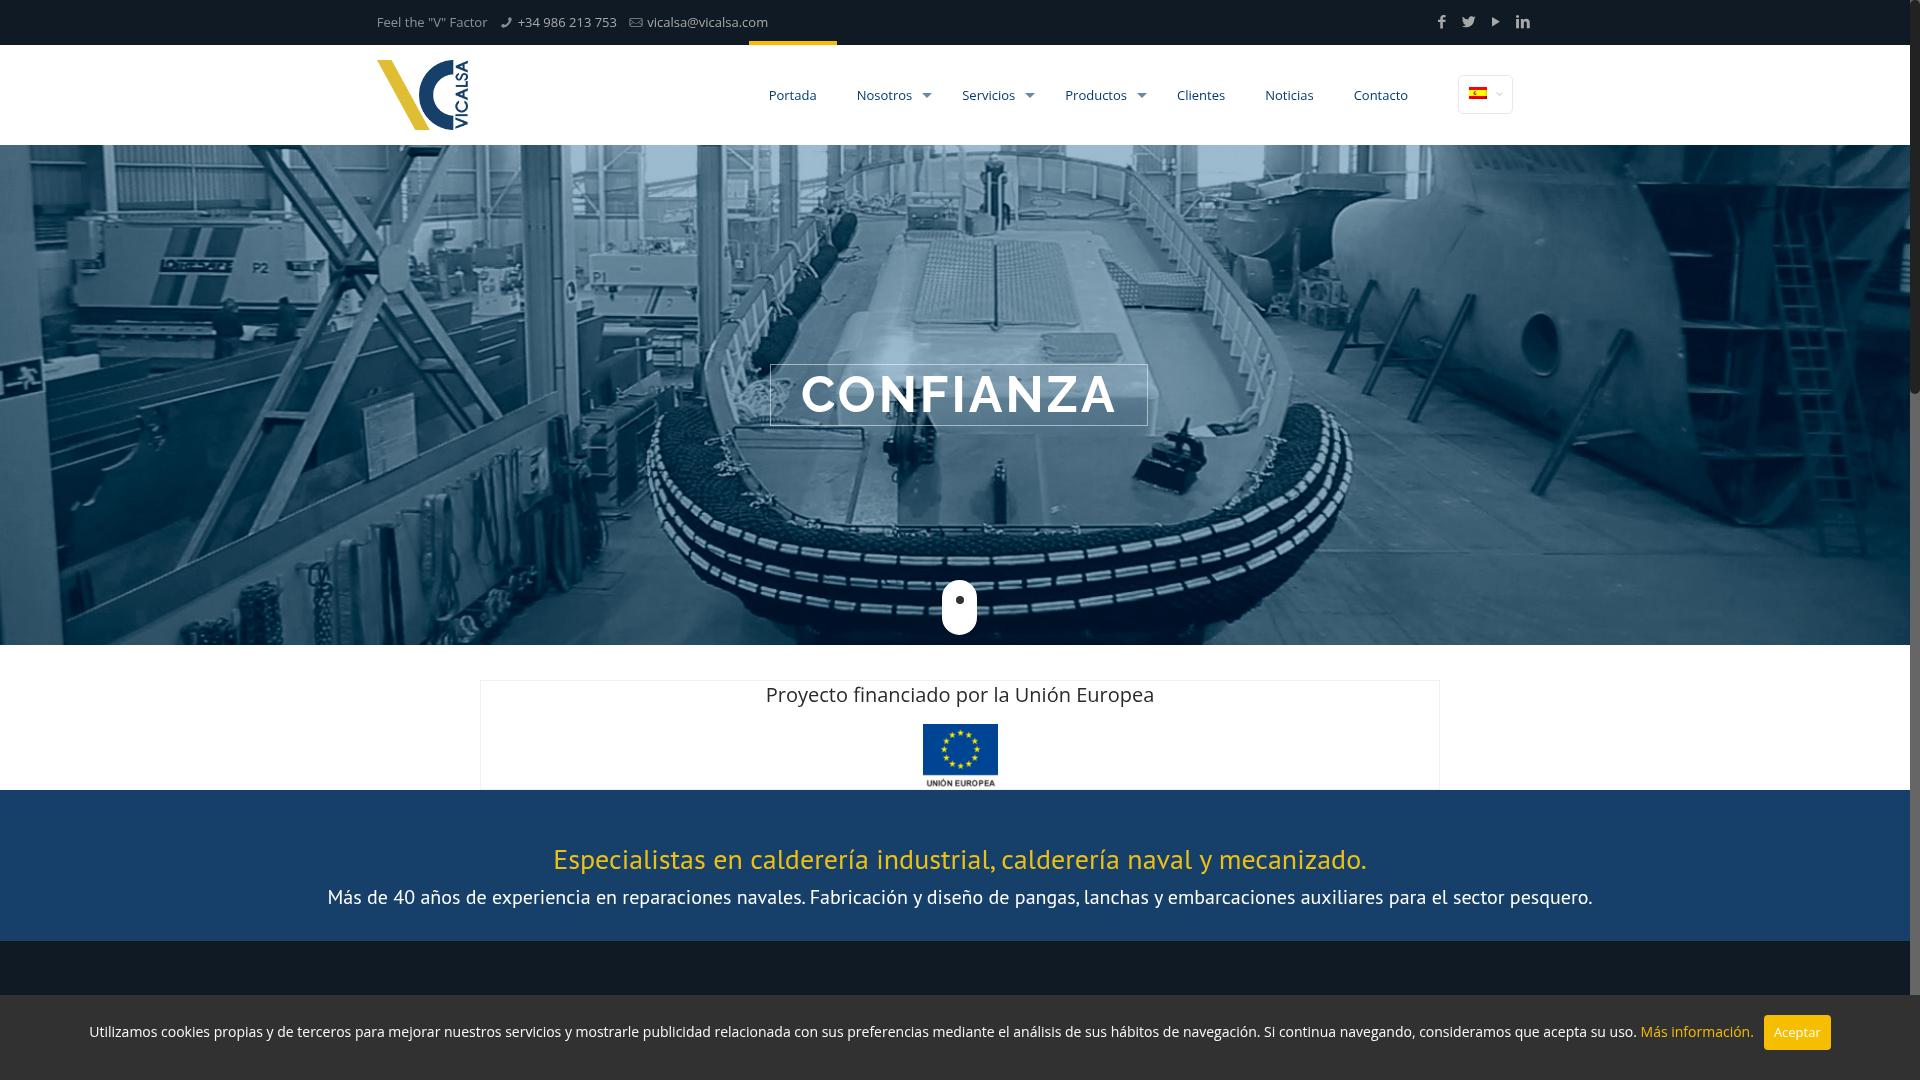 Feel the "V" Factor +34 986 213 753 vicalsa@vicalsa.com
VICALSA
Portada Nosotros Servicios Productos Clientes Noticias Contacto
P2
P1
CONFIANZA
Proyecto financiado por la Unión Europea
UNIÓN EUROPEA
Especialistas en calderería industrial, calderería naval y mecanizado.
Más de 40 años de experiencia en reparaciones navales. Fabricación y diseño de pangas, lanchas y embarcaciones auxiliares para el sector pesquero.
Utilizamos cookies propias y de terceros para mejorar nuestros servicios y mostrarle publicidad relacionada con sus preferencias mediante el análisis de sus hábitos de navegación. Si continua navegando, consideramos que acepta su uso. Más información. Aceptar